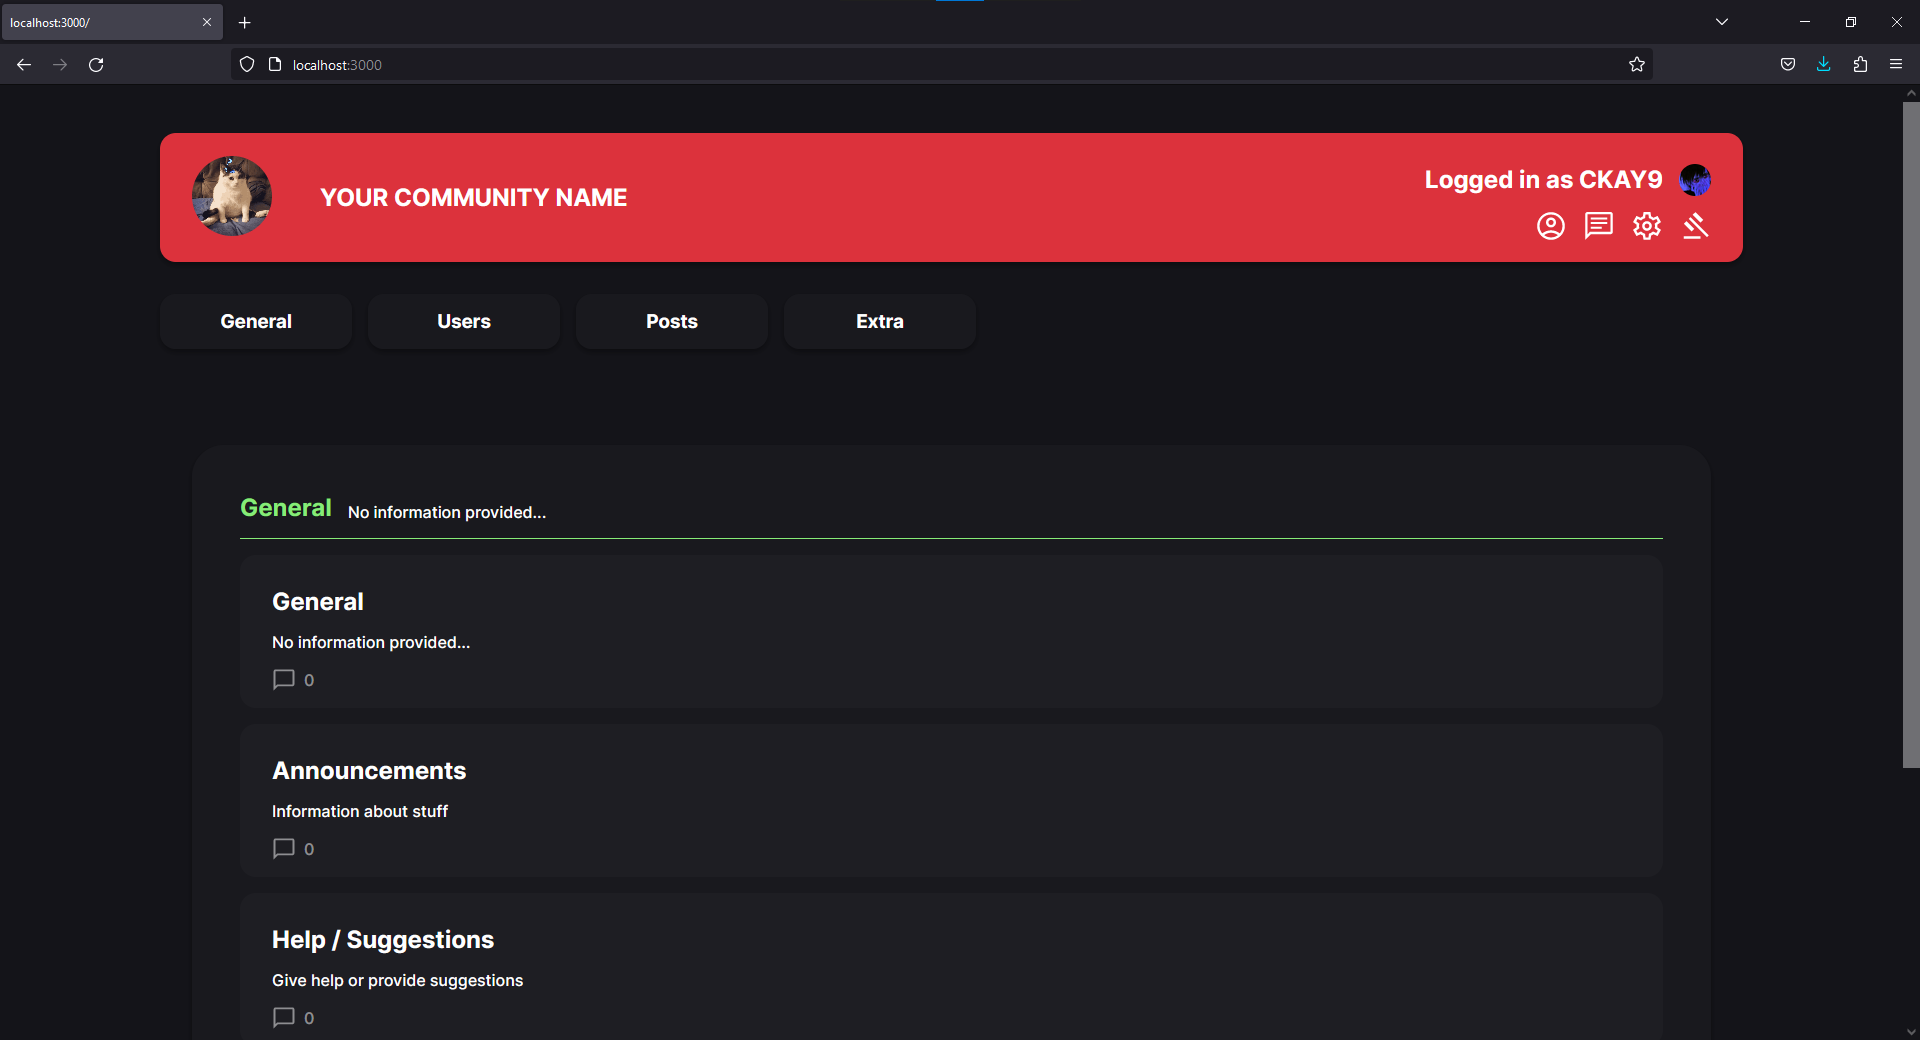 localhost:3000/
localhost:3000
YOUR COMMUNITY NAME
Logged in as CKAY9
General
Users
Posts
Extra
General No information provided...
General
No information provided...
0
Announcements
Information about stuff
0
Help / Suggestions
Give help or provide suggestions
0